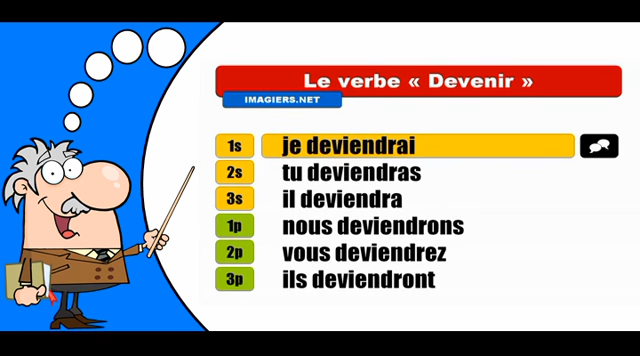 Le verbe « Devenir »
IMAGIERS.NET
1s je deviendrai
2s tu deviendras
3s il deviendra
1p nous deviendrons
2p vous deviendrez
3p ils deviendront